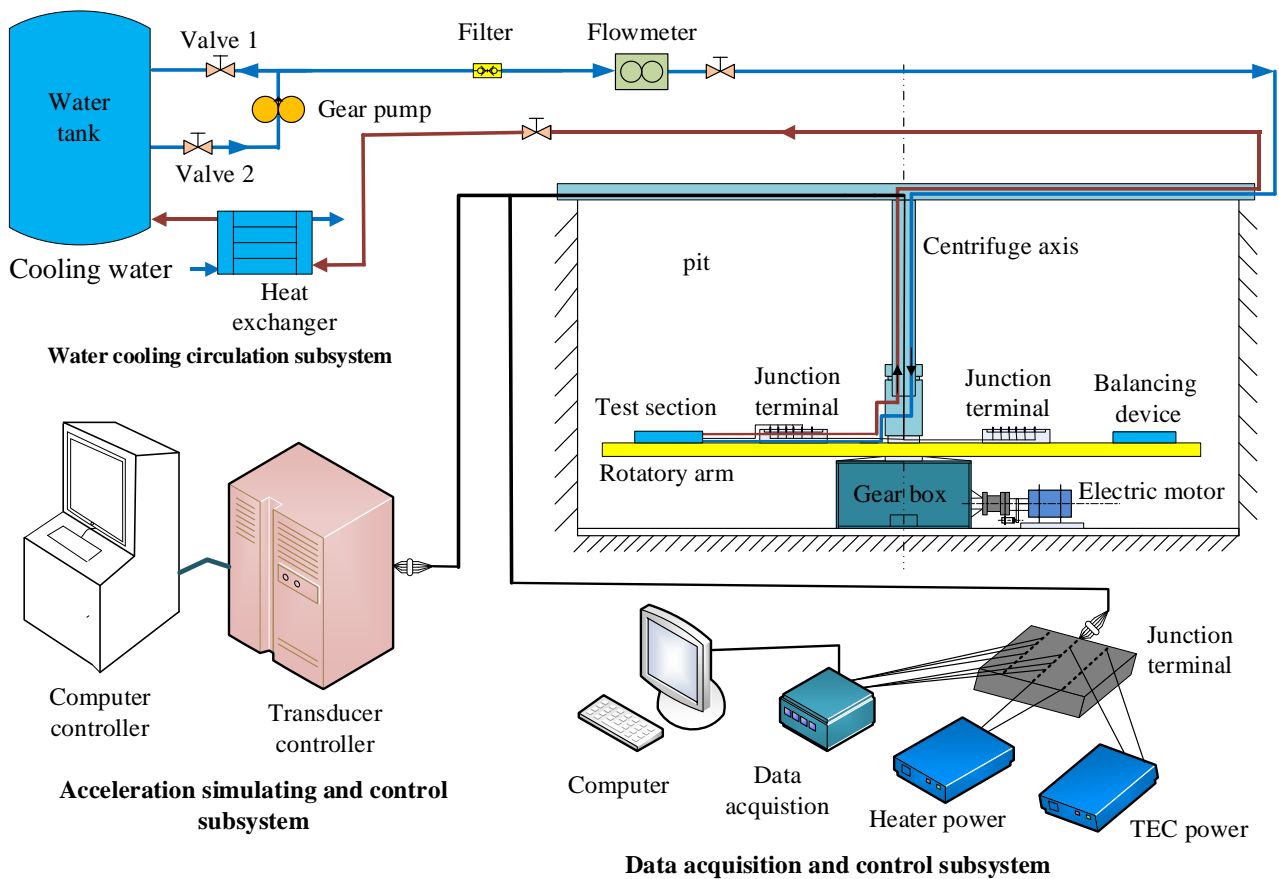 Valve 1
Filter
Flowmeter
Water
tank
Gear pump
Valve 2
Cooling water
Heat
exchanger
Water cooling circulation subsystem
pit
Centrifuge axis
Junction
terminal
Junction
terminal
Balancing
device
Test section
Rotatory arm
Gear box
Electric motor
Computer
controller
Transducer
controller
Acceleration simulating and control
subsystem
Junction
terminal
Computer
Data
acquistion
Heater power
TEC power
Data acquisition and control subsystem